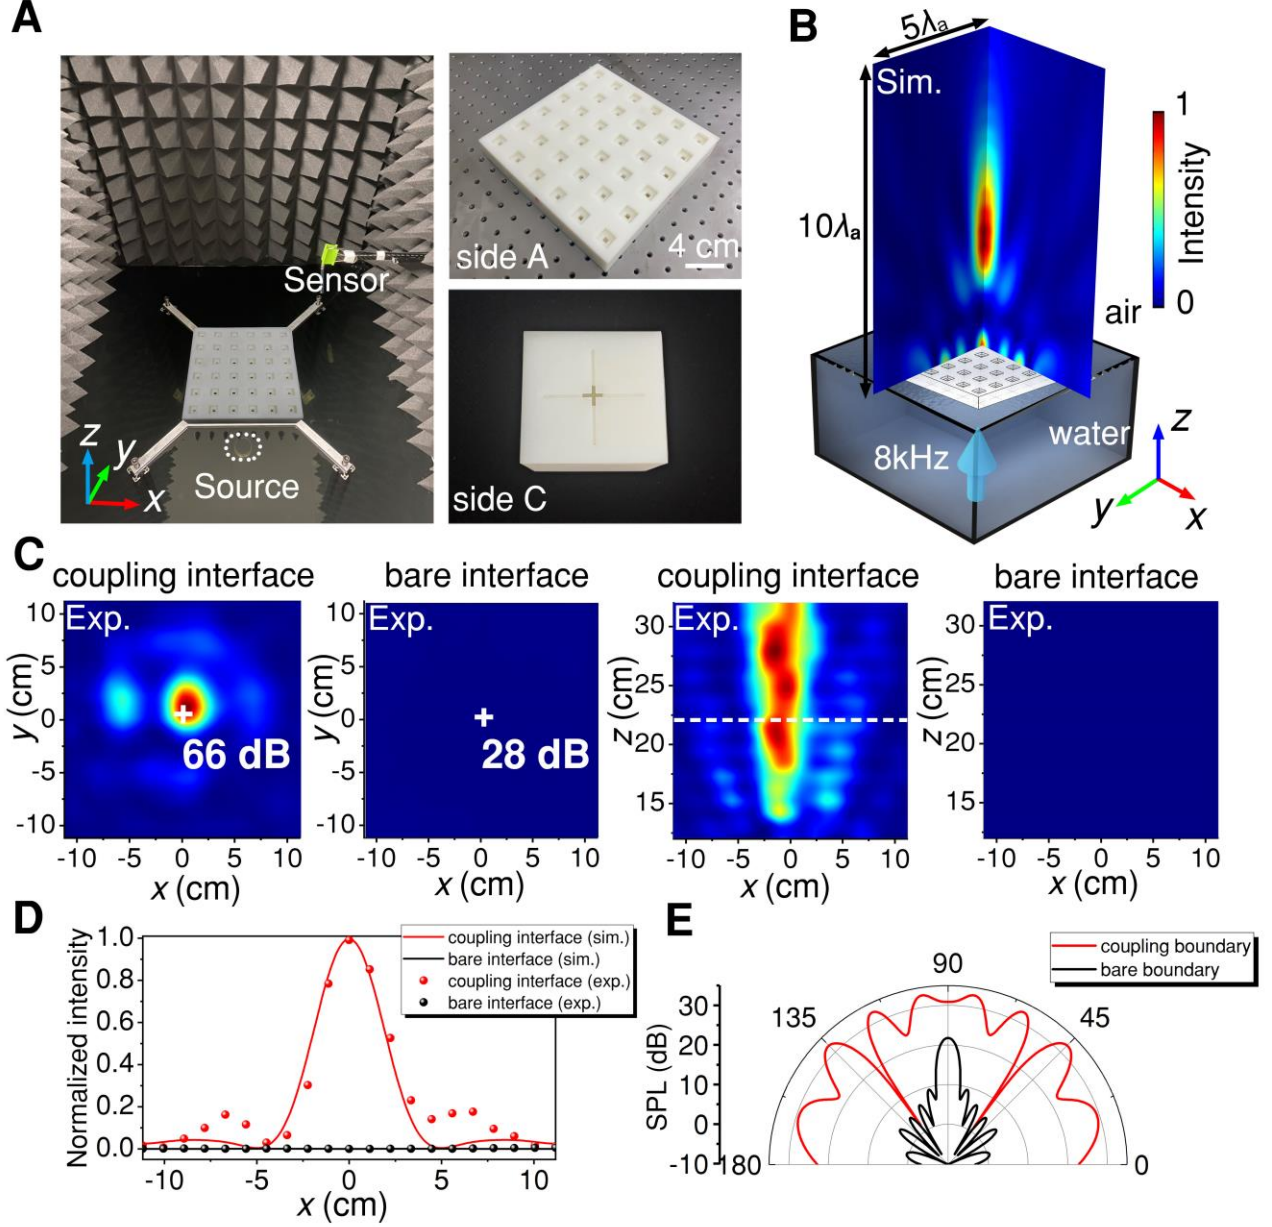 A
Sensor
Source
z
y
x
side A
4 cm
side C
B
5λa
Sim.
10λa
1
Intensity
0
air
water
8kHz
z
y
x
C
coupling interface
Exp.
66 dB
10
5
0
-5
-10
y (cm)
-10 -5 0 5 10
x (cm)
bare interface
Exp.
28 dB
10
5
0
-5
-10
y (cm)
-10 -5 0 5 10
x (cm)
coupling interface
Exp.
30
25
20
15
z (cm)
-10 -5 0 5 10
x (cm)
bare interface
Exp.
30
25
20
15
z (cm)
-10 -5 0 5 10
x (cm)
D
coupling interface (sim.)
bare interface (sim.)
coupling interface (exp.)
bare interface (exp.)
1.0
0.8
0.6
0.4
0.2
0.0
Normalized intensity
-10 -5 0 5 10
x (cm)
E
coupling boundary
bare boundary
90
135
45
180
0
30
20
10
0
-10
SPL (dB)